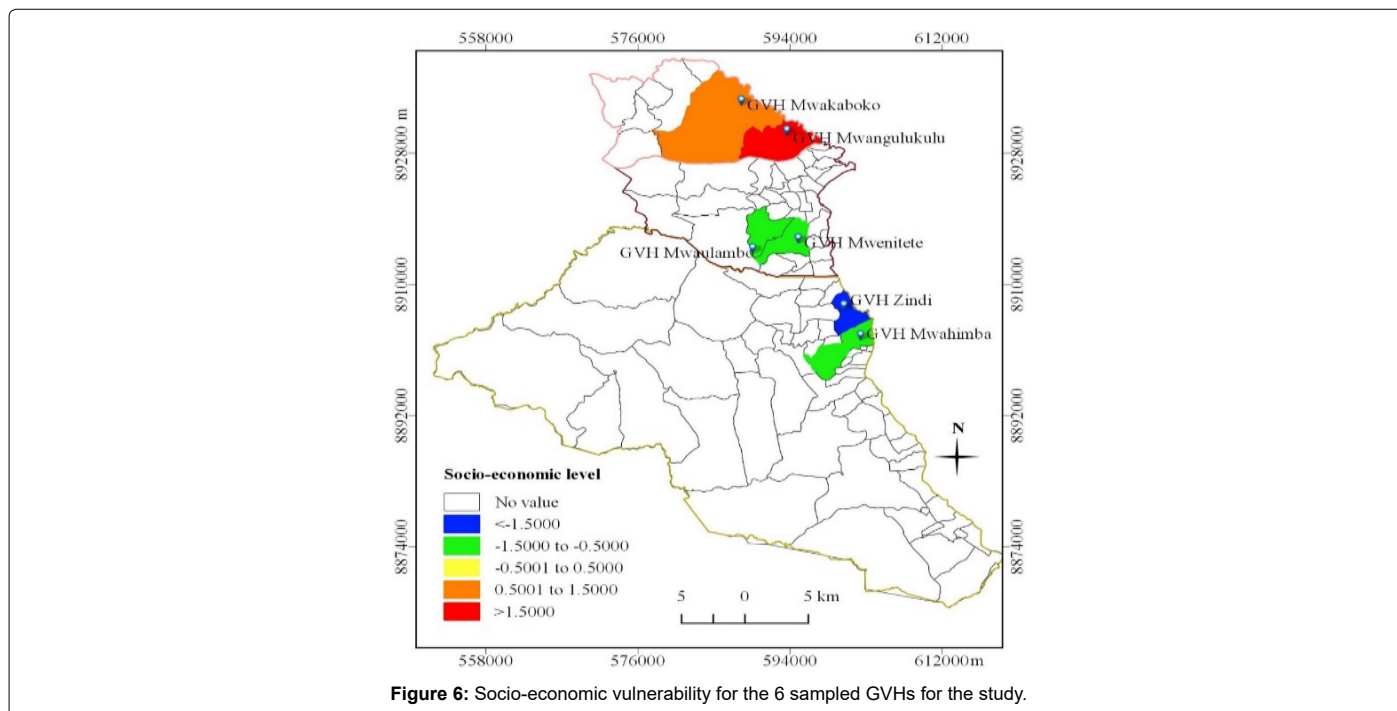 558000 576000 594000 612000
GVH Mwakaboko
GVH Mwangulukulu
8928000 m 8928000
GVH Mwenitete
GVH Mwaulambo
8910000 8910000
GVH Zindi
GVH Mwahimba
8892000 8892000
N
Socio-economic level
No value
<-1.5000
-1.5000 to -0.5000
-0.5001 to 0.5000
0.5001 to 1.5000
>1.5000
8874000 8874000
5 0 5 km
558000 576000 594000 612000m
Figure 6: Socio-economic vulnerability for the 6 sampled GVHs for the study.